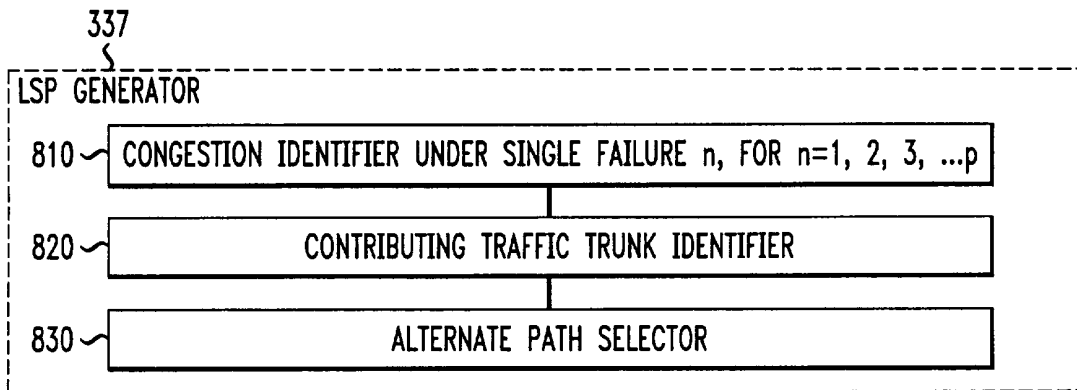 337
LSP GENERATOR
810 CONGESTION IDENTIFIER UNDER SINGLE FAILURE n, FOR n=1, 2, 3, ...p
820 CONTRIBUTING TRAFFIC TRUNK IDENTIFIER
830 ALTERNATE PATH SELECTOR